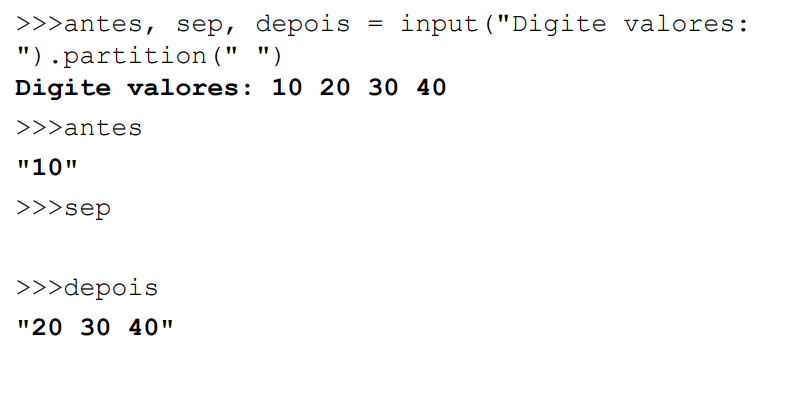 >>>antes, sep, depois = input("Digite valores:
").partition(" ")
Digite valores: 10 20 30 40
>>>antes
"10"
>>>sep
>>>depois
"20 30 40"